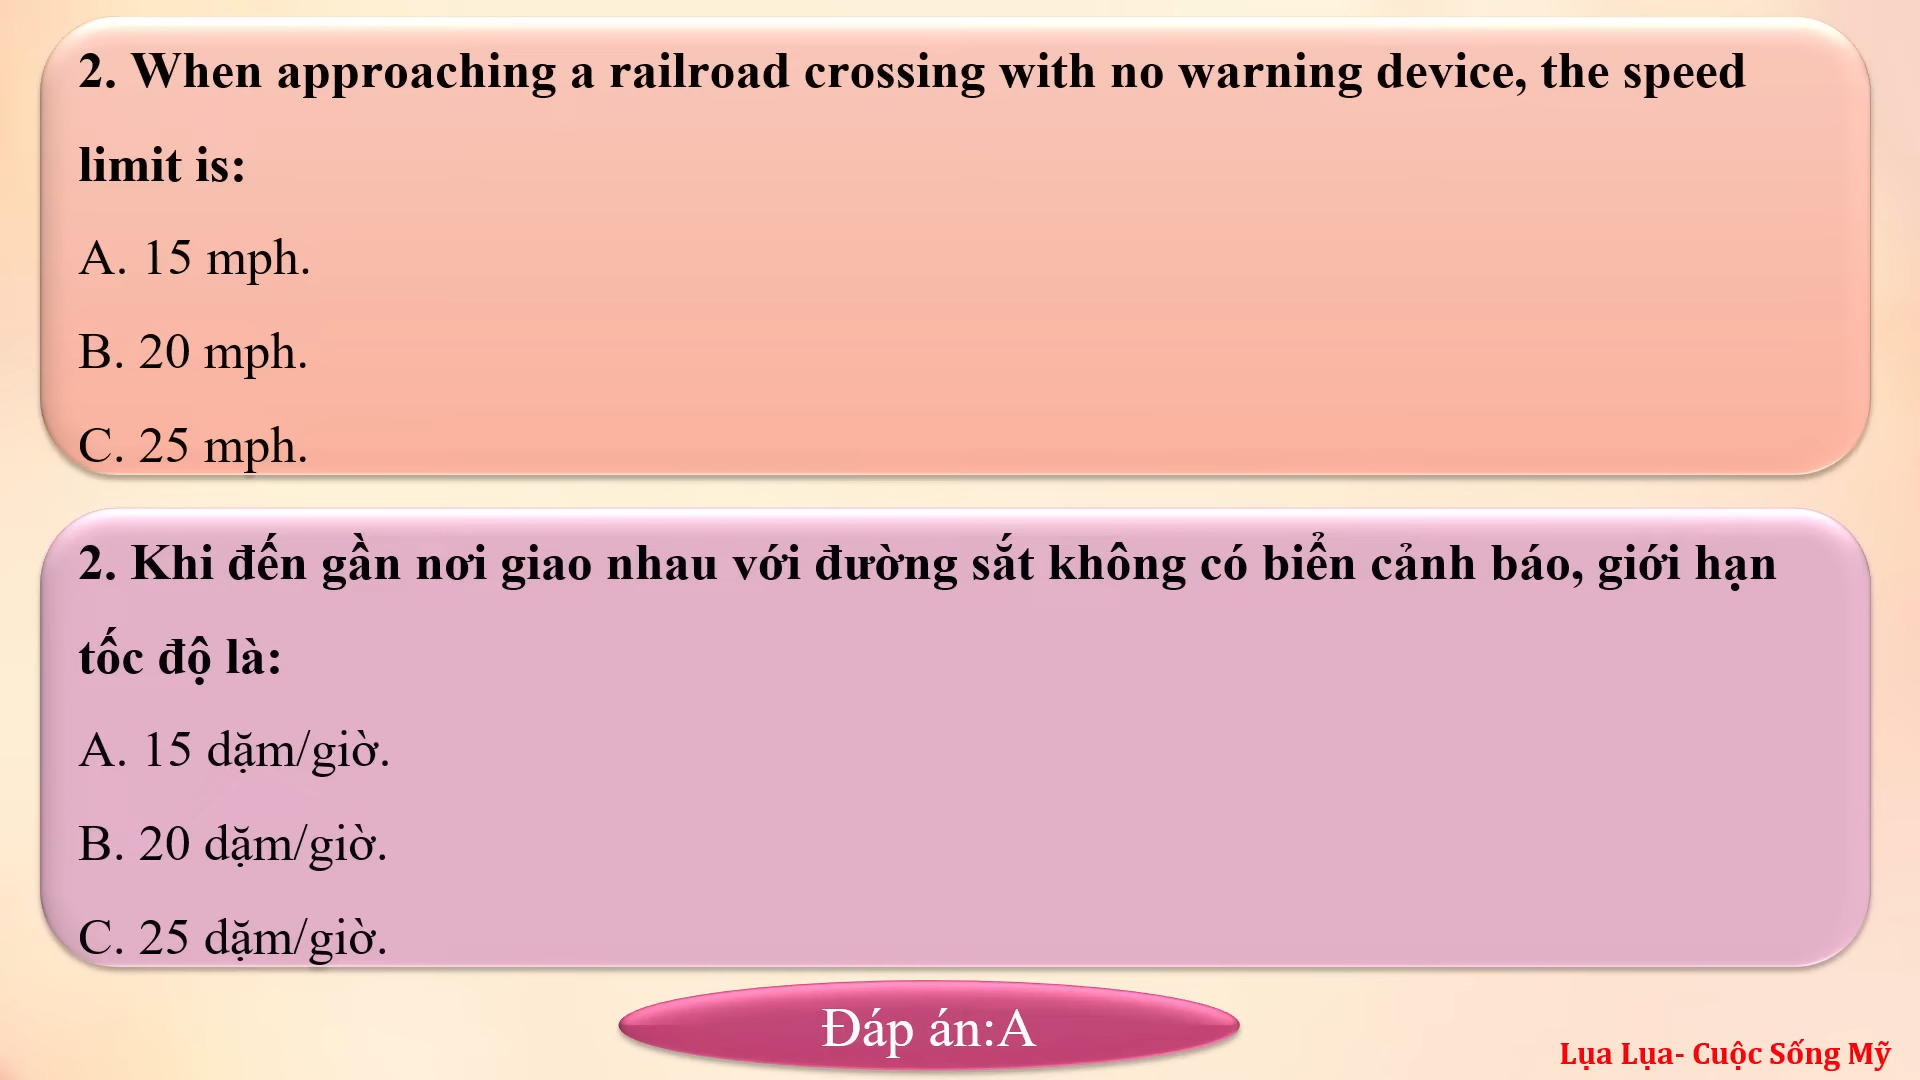 2. When approaching a railroad crossing with no warning device, the speed
limit is:
A. 15 mph.
B. 20 mph.
C. 25 mph.
2. Khi đến gần nơi giao nhau với đường sắt không có biển cảnh báo, giới hạn
tốc độ là:
A. 15 dặm/giờ.
B. 20 dặm/giờ.
C. 25 dặm/giờ.
Đáp án:A
Lụa Lụa- Cuộc Sống Mỹ